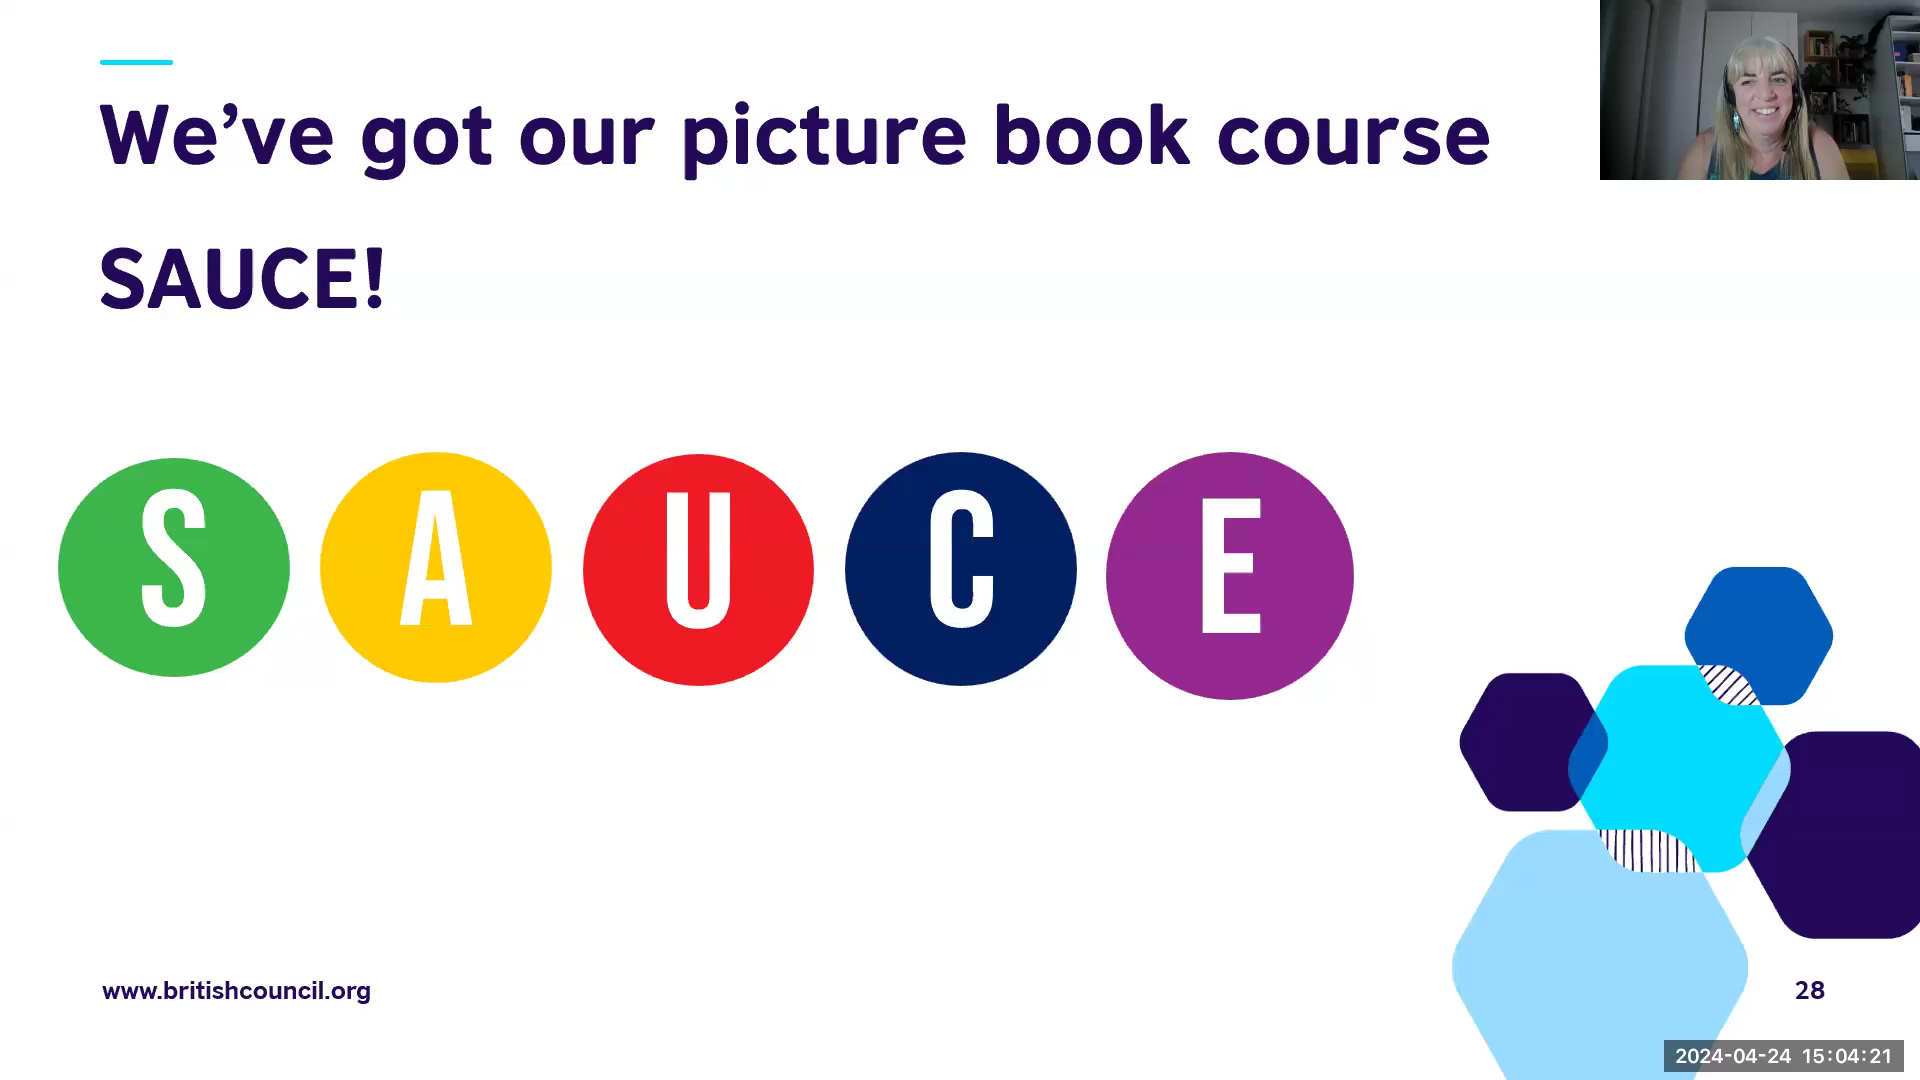 We’ve got our picture book course
SAUCE!
S A U C E
www.britishcouncil.org
28
2024-04-24 15:04:21